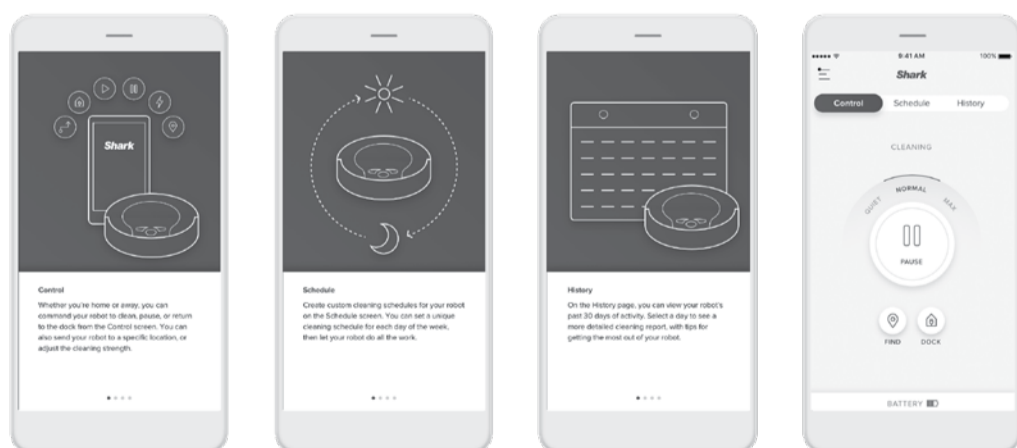 Shark
Control
Whether you're home or away, you can
command your robot to clean, pause, or return
to the dock from the Control screen. You can
also send your robot to a specific location, or
adjust the cleaning strength.
Schedule
Create custom cleaning schedules for your robot
on the Schedule screen. You can set a unique
cleaning schedule for each day of the week,
then let your robot do all the work.
History
On the History page, you can view your robot's
past 30 days of activity. Select a day to see a
more detailed cleaning report, with tips for
getting the most out of your robot.
9:41 AM 100%
Shark
Control Schedule History
CLEANING
QUIET NORMAL MAX
PAUSE
FIND DOCK
BATTERY